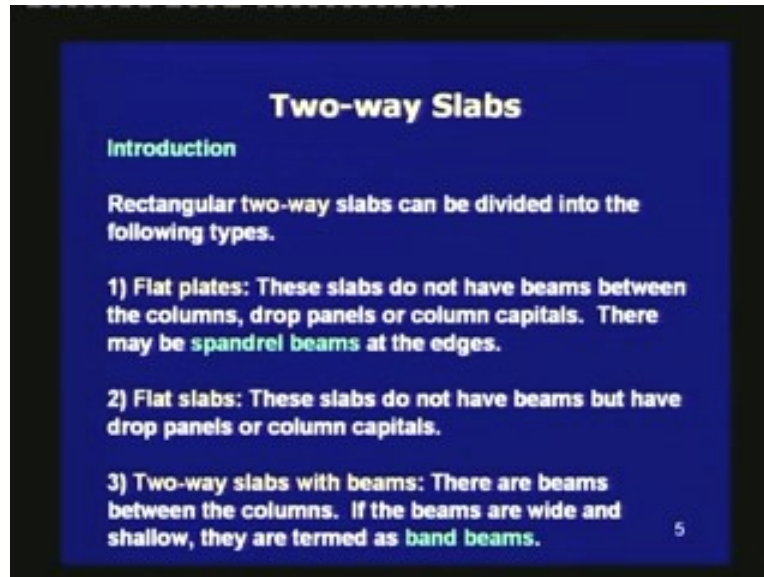 Two-way Slabs
Introduction
Rectangular two-way slabs can be divided into the
following types.
1) Flat plates: These slabs do not have beams between
the columns, drop panels or column capitals. There
may be spandrel beams at the edges.
2) Flat slabs: These slabs do not have beams but have
drop panels or column capitals.
3) Two-way slabs with beams: There are beams
between the columns. If the beams are wide and
shallow, they are termed as band beams.
5